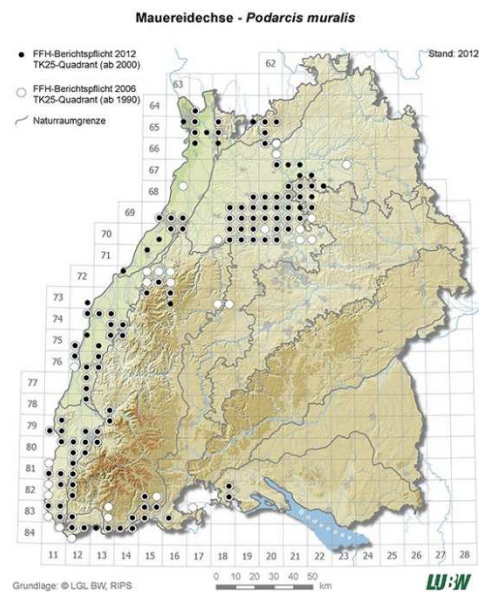 Mauereidechse - Podarcis muralis
FFH-Berichtspflicht 2012
TK25-Quadrant (ab 2000)
FFH-Berichtspflicht 2006
TK25-Quadrant (ab 1990)
Naturraumgrenze
Stand: 2012
62
63
64
65
66
67
68
69
70
71
72
73
74
75
76
77
78
79
80
81
82
83
84
Bodensee
11 12 13 14 15 16 17 18 19 20 21 22 23 24 25 26 27 28
Grundlage: © LGL BW, RIPS
0 10 20 30 40 50
km
LUBW